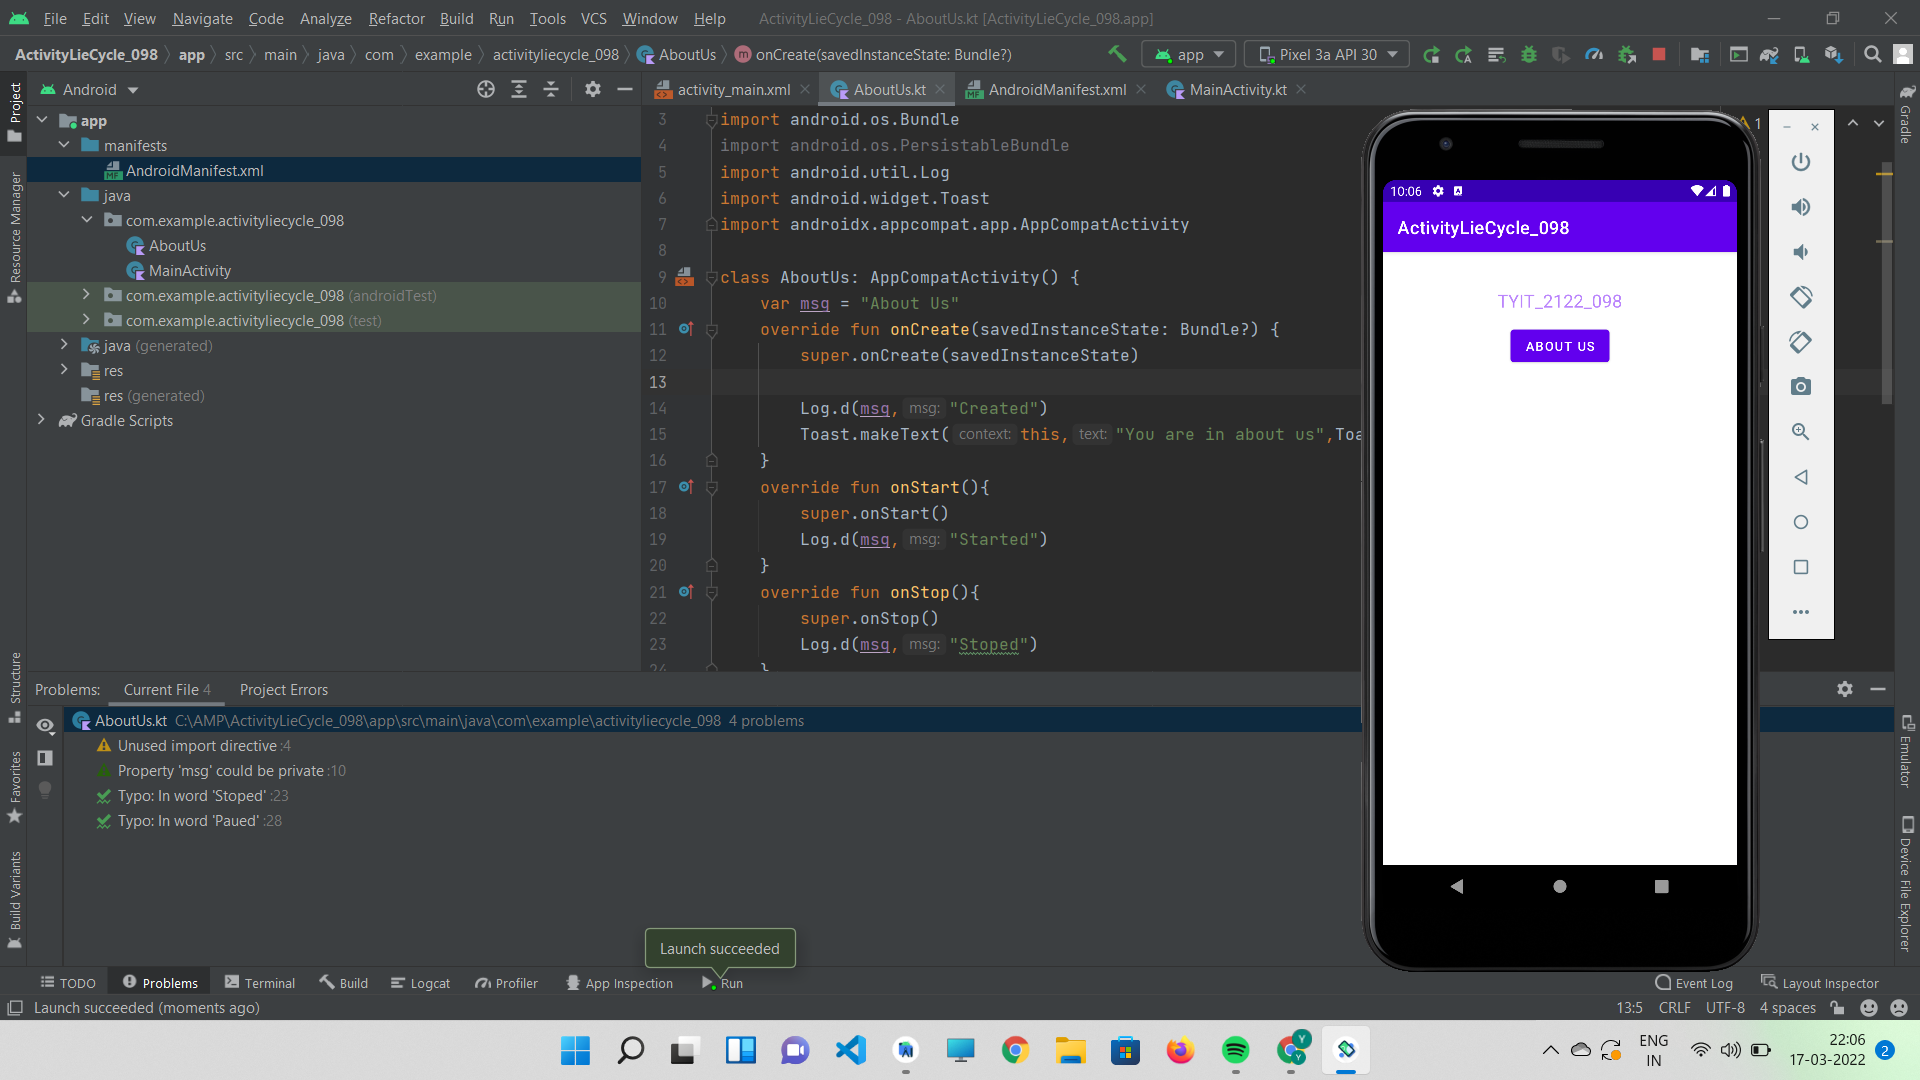 File Edit View Navigate Code Analyze Refactor Build Run Tools VCS Window Help ActivityLieCycle_098 - AboutUs.kt [ActivityLieCycle_098.app]
ActivityLieCycle_098 app src main java com example activityliecycle_098 AboutUs onCreate(savedInstanceState: Bundle?) app Pixel 3a API 30
Project
Resource Manager
Structure
Favorites
Build Variants
Android
app
manifests
AndroidManifest.xml
java
com.example.activityliecycle_098
AboutUs
MainActivity
com.example.activityliecycle_098 (androidTest)
com.example.activityliecycle_098 (test)
java (generated)
res
res (generated)
Gradle Scripts
activity_main.xml AboutUs.kt AndroidManifest.xml MainActivity.kt
3 import android.os.Bundle
4 import android.os.PersistableBundle
5 import android.util.Log
6 import android.widget.Toast
7 import androidx.appcompat.app.AppCompatActivity
8
9 class AboutUs: AppCompatActivity() {
10 var msg = "About Us"
11 override fun onCreate(savedInstanceState: Bundle?) {
12 super.onCreate(savedInstanceState)
13
14 Log.d(msg, msg: "Created")
15 Toast.makeText( context: this, text: "You are in about us",Toa
16 }
17 override fun onStart(){
18 super.onStart()
19 Log.d(msg, msg: "Started")
20 }
21 override fun onStop(){
22 super.onStop()
23 Log.d(msg, msg: "Stoped")
24 }
1
10:06
ActivityLieCycle_098
TYIT_2122_098
ABOUT US
Gradle
Emulator
Device File Explorer
Problems: Current File 4 Project Errors
AboutUs.kt C:\AMP\ActivityLieCycle_098\app\src\main\java\com\example\activityliecycle_098 4 problems
Unused import directive :4
Property 'msg' could be private :10
Typo: In word 'Stoped' :23
Typo: In word 'Paued' :28
Launch succeeded
TODO Problems Terminal Build Logcat Profiler App Inspection Run Event Log Layout Inspector
Launch succeeded (moments ago) 13:5 CRLF UTF-8 4 spaces
ENG
IN
22:06
17-03-2022
2